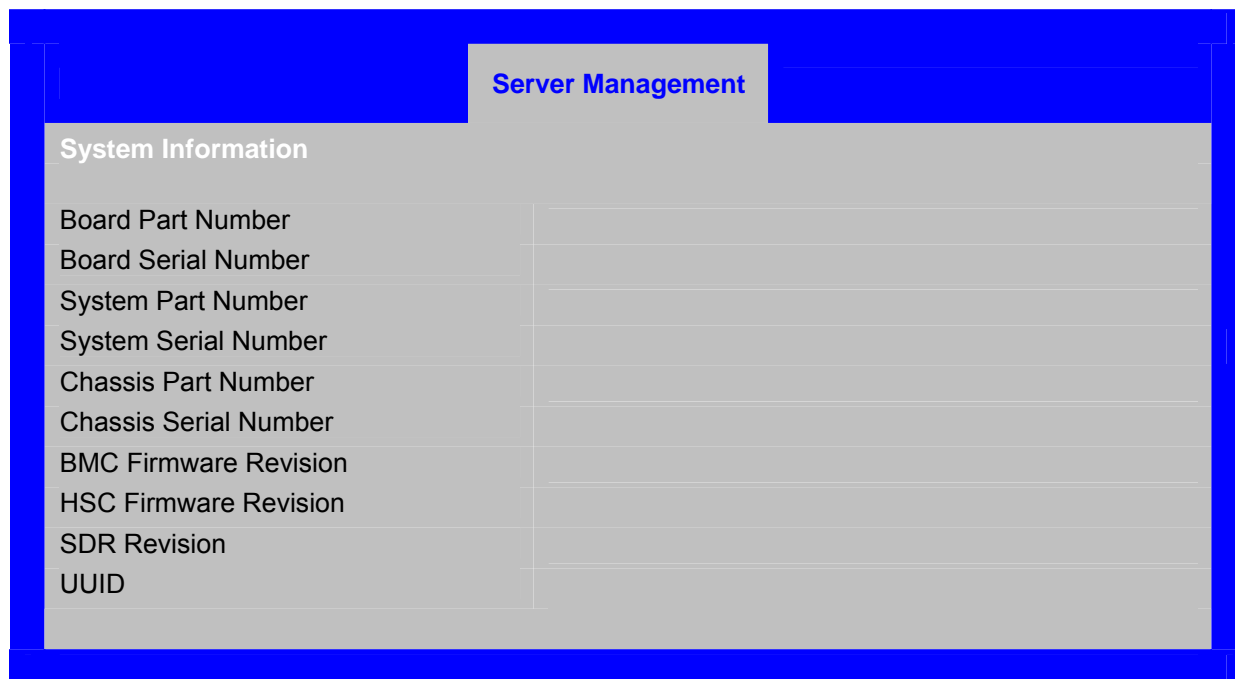 Server Management
System Information
Board Part Number
Board Serial Number
System Part Number
System Serial Number
Chassis Part Number
Chassis Serial Number
BMC Firmware Revision
HSC Firmware Revision
SDR Revision
UUID